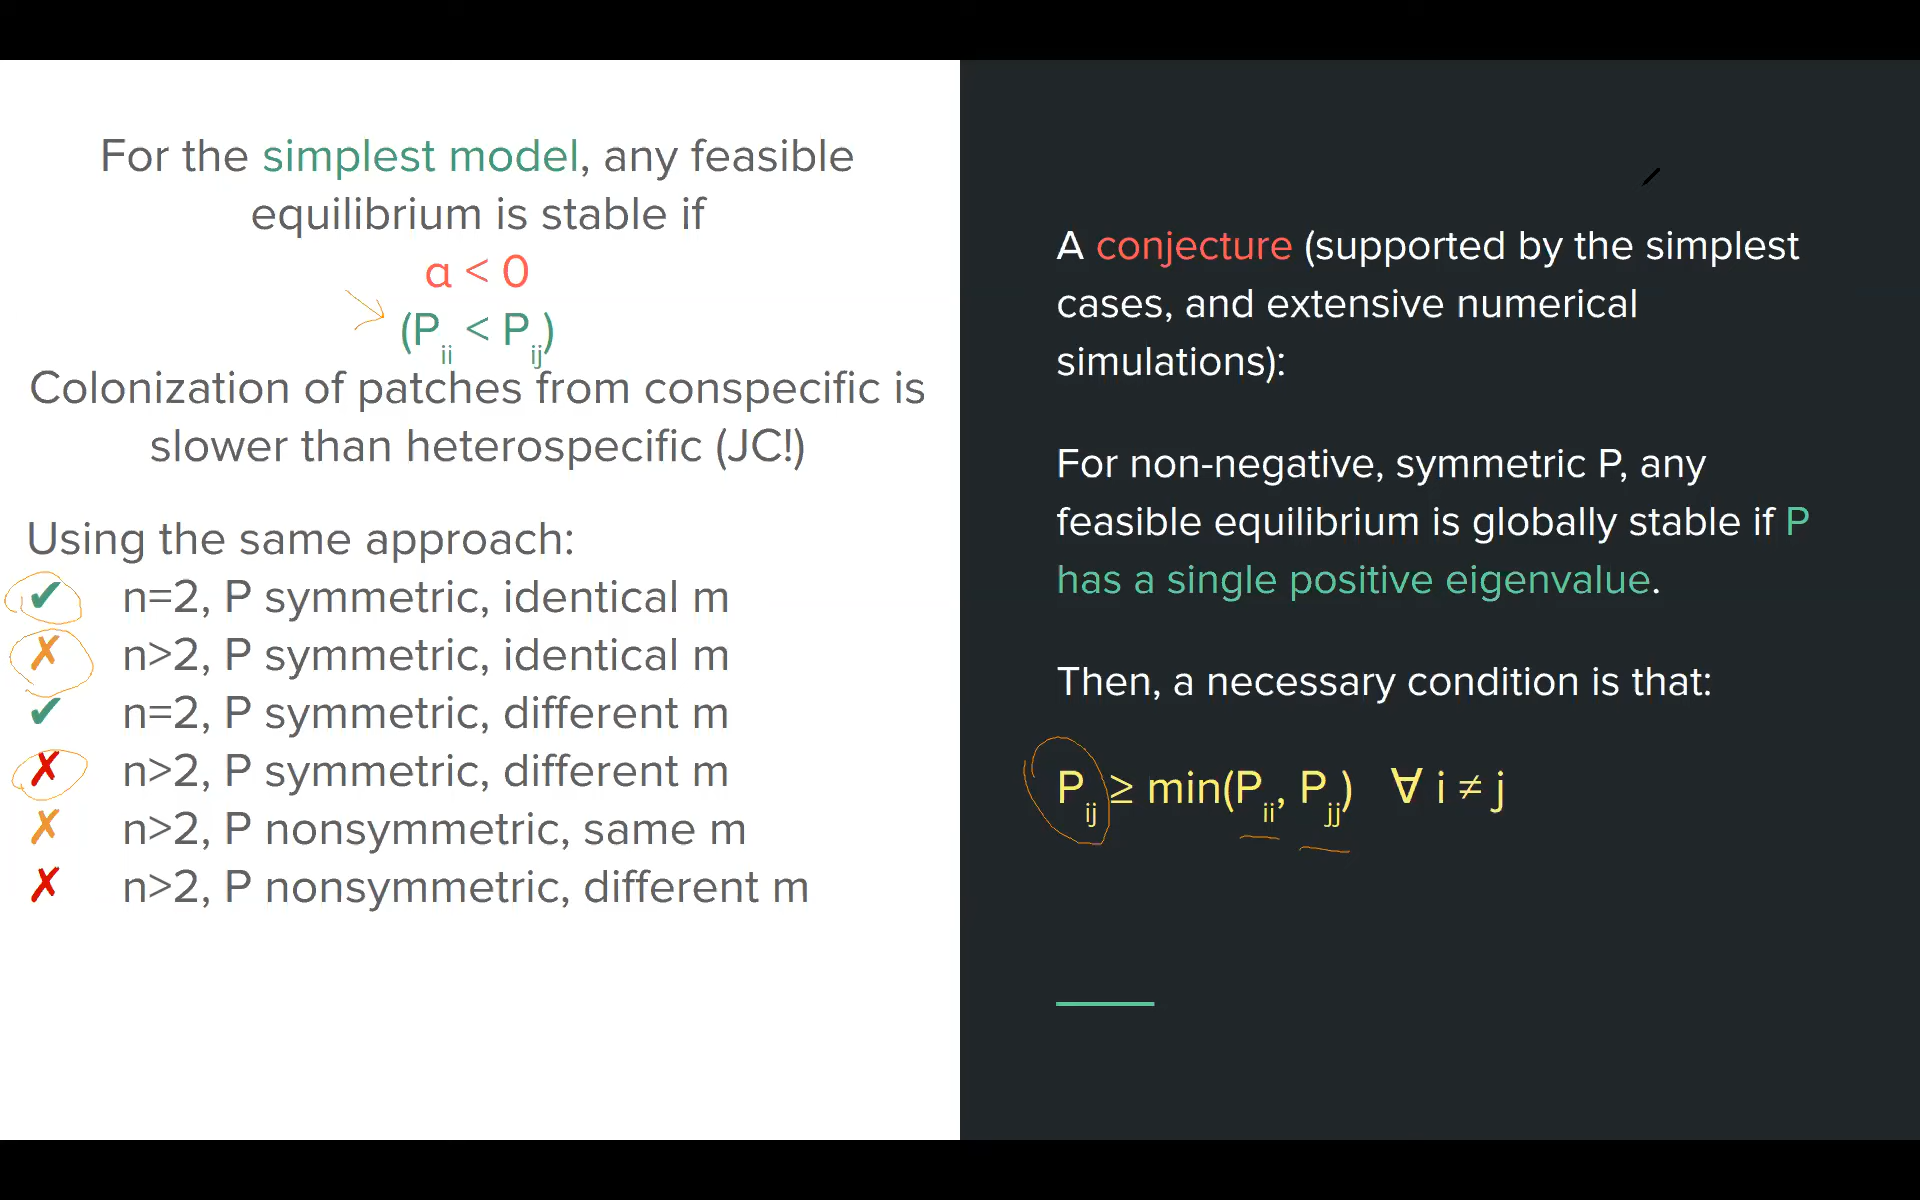 For the simplest model, any feasible
equilibrium is stable if
α < 0
(Pii < Pij)
Colonization of patches from conspecific is
slower than heterospecific (JC!)
Using the same approach:
✔ n=2, P symmetric, identical m
✗ n>2, P symmetric, identical m
✔ n=2, P symmetric, different m
✗ n>2, P symmetric, different m
✗ n>2, P nonsymmetric, same m
✗ n>2, P nonsymmetric, different m
A conjecture (supported by the simplest
cases, and extensive numerical
simulations):
For non-negative, symmetric P, any
feasible equilibrium is globally stable if P
has a single positive eigenvalue.
Then, a necessary condition is that:
Pij ≥ min(Pii, Pjj) ∀ i ≠ j